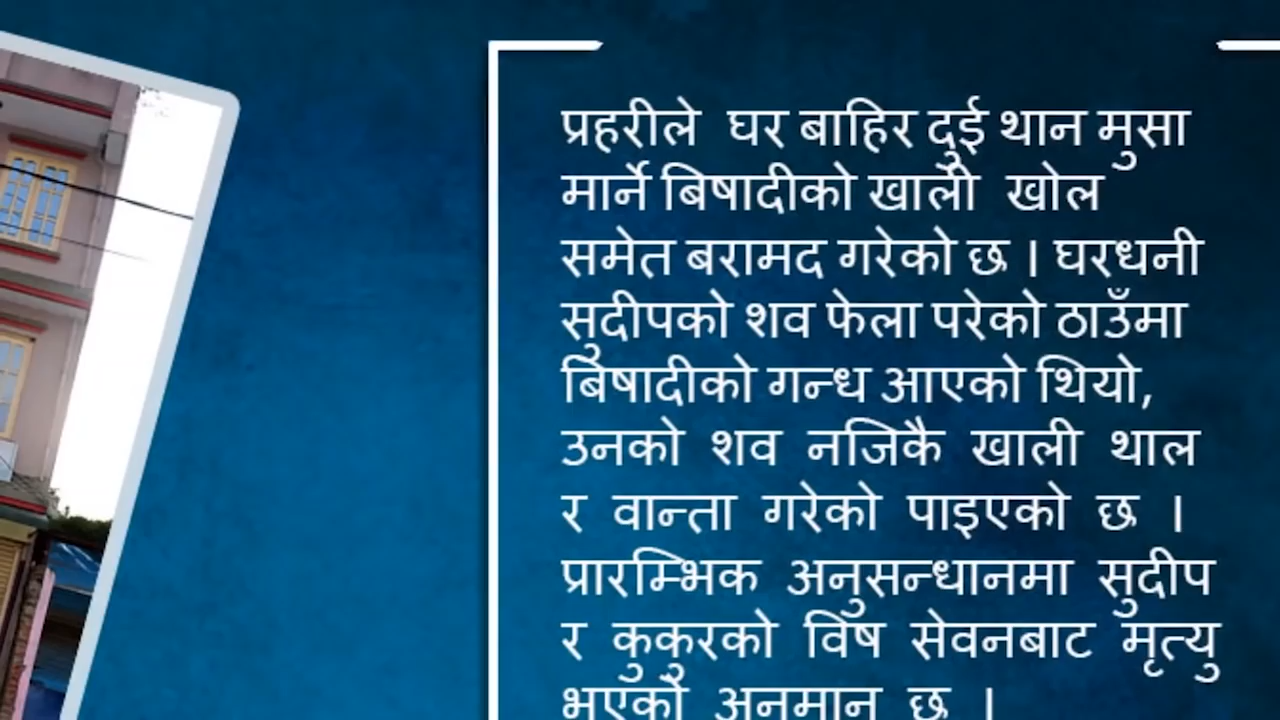 प्रहरीले घर बाहिर दुई थान मुसा
मार्ने बिषादीको खाली खोल
समेत बरामद गरेको छ । घरधनी
सुदीपको शव फेला परेको ठाउँमा
बिषादीको गन्ध आएको थियो,
उनको शव नजिकै खाली थाल
र वान्ता गरेको पाइएको छ ।
प्रारम्भिक अनुसन्धानमा सुदीप
र कुकुरको विष सेवनबाट मृत्यु
भएको अनुमान छ ।